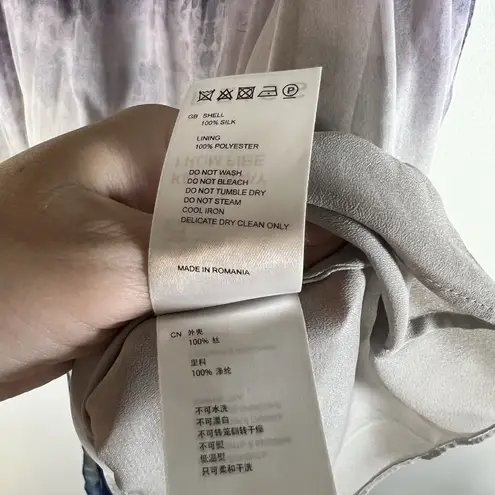 GB SHELL
100% SILK
LINING
100% POLYESTER
DO NOT WASH
DO NOT BLEACH
DO NOT TUMBLE DRY
DO NOT STEAM
COOL IRON
DELICATE DRY CLEAN ONLY
MADE IN ROMANIA
CN 外壳
100% 丝
里料
100% 涤纶
不可水洗
不可漂白
不可转笼翻转干燥
不可熨
低温型
只可柔和干洗